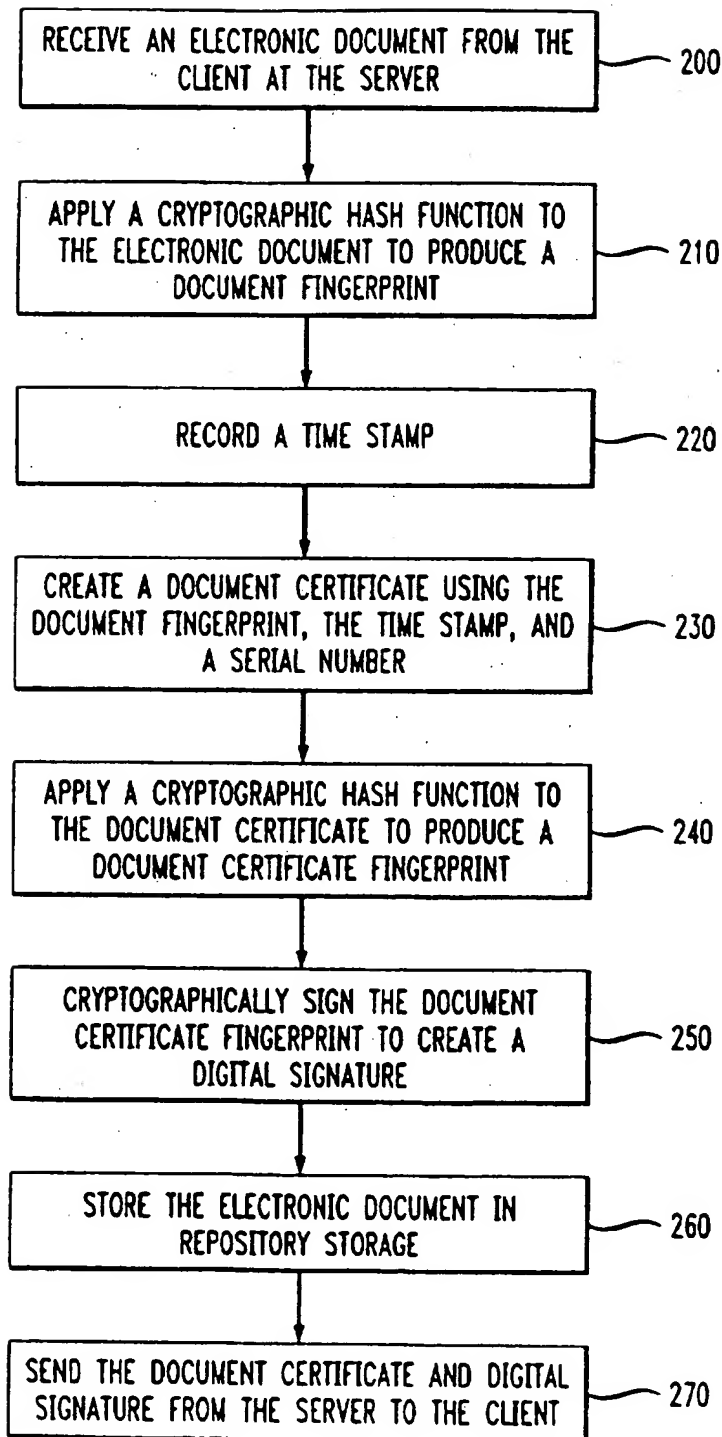 RECEIVE AN ELECTRONIC DOCUMENT FROM THE
CLIENT AT THE SERVER
200
APPLY A CRYPTOGRAPHIC HASH FUNCTION TO
THE ELECTRONIC DOCUMENT TO PRODUCE A
DOCUMENT FINGERPRINT
210
RECORD A TIME STAMP
220
CREATE A DOCUMENT CERTIFICATE USING THE
DOCUMENT FINGERPRINT, THE TIME STAMP, AND
A SERIAL NUMBER
230
APPLY A CRYPTOGRAPHIC HASH FUNCTION TO
THE DOCUMENT CERTIFICATE TO PRODUCE A
DOCUMENT CERTIFICATE FINGERPRINT
240
CRYPTOGRAPHICALLY SIGN THE DOCUMENT
CERTIFICATE FINGERPRINT TO CREATE A
DIGITAL SIGNATURE
250
STORE THE ELECTRONIC DOCUMENT IN
REPOSITORY STORAGE
260
SEND THE DOCUMENT CERTIFICATE AND DIGITAL
SIGNATURE FROM THE SERVER TO THE CLIENT
270